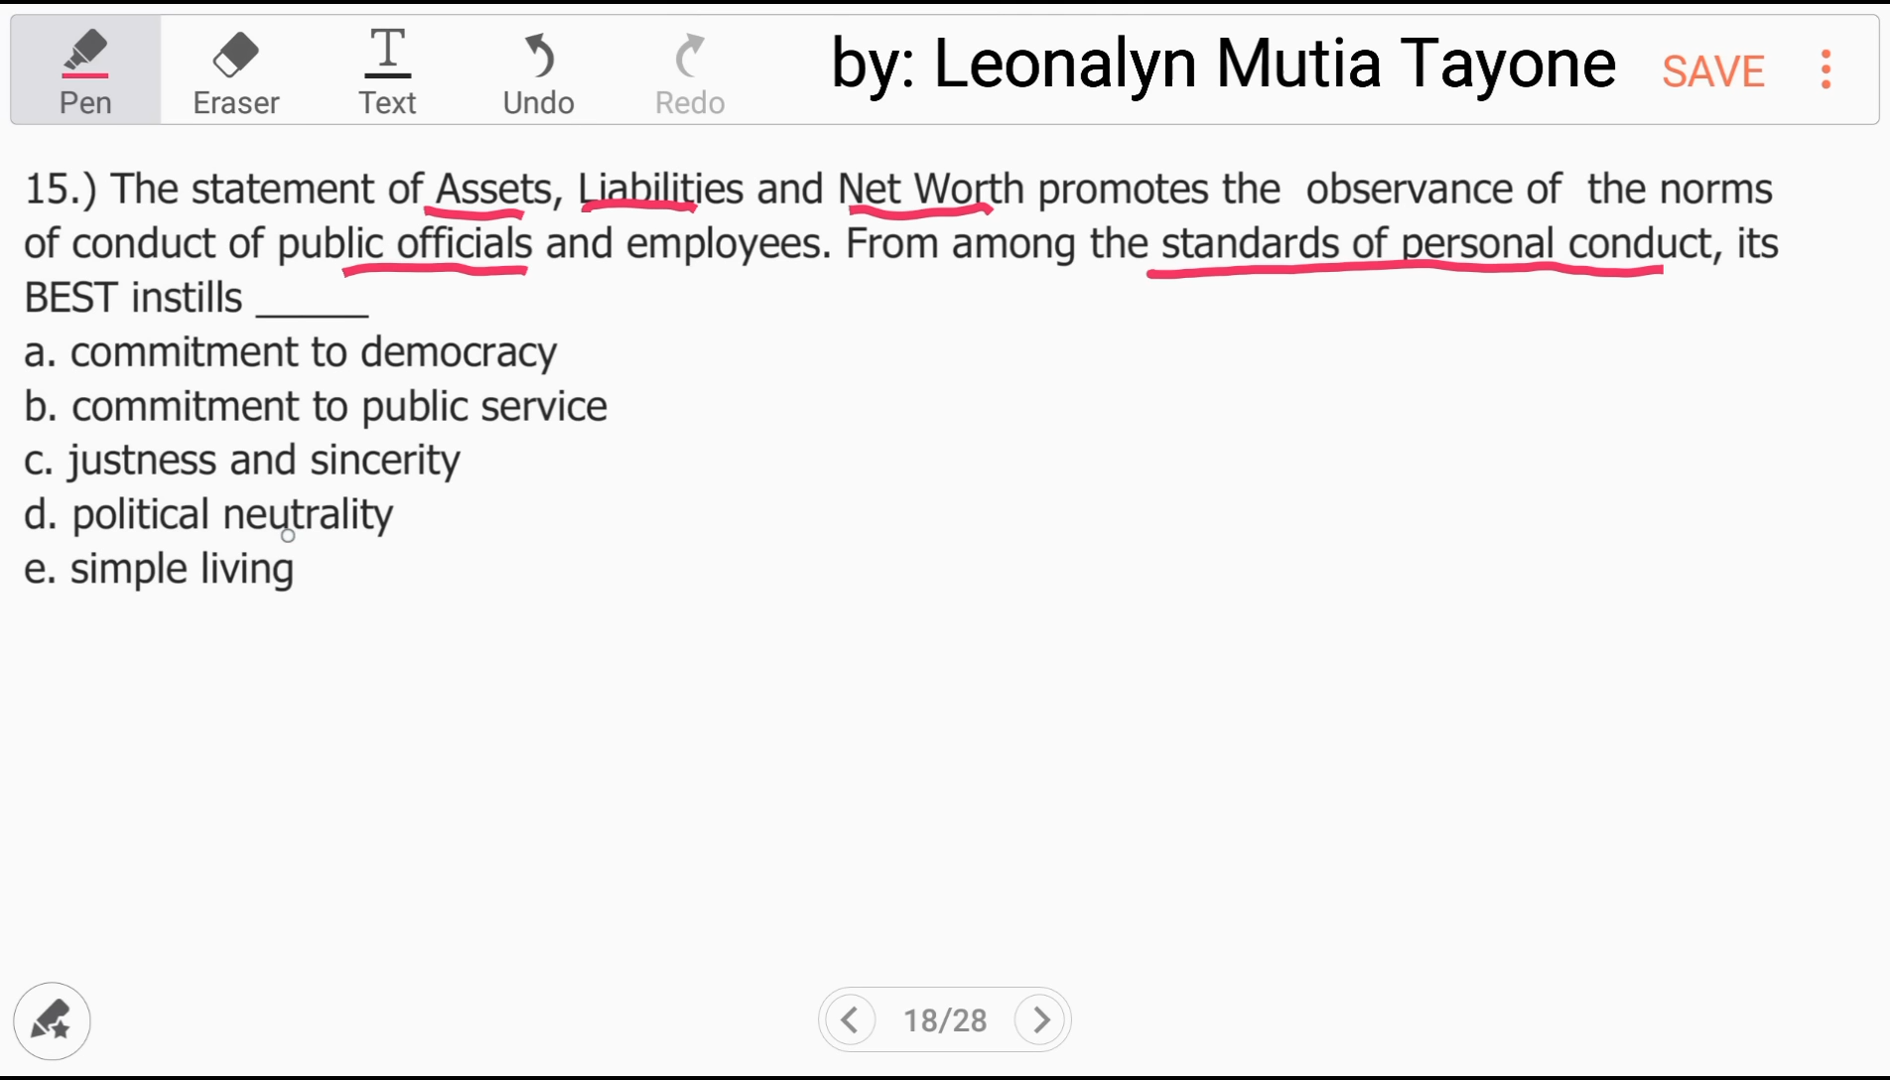 Pen Eraser Text Undo Redo by: Leonalyn Mutia Tayone SAVE
15.) The statement of Assets, Liabilities and Net Worth promotes the observance of the norms
of conduct of public officials and employees. From among the standards of personal conduct, its
BEST instills ______
a. commitment to democracy
b. commitment to public service
c. justness and sincerity
d. political neutrality
e. simple living
18/28